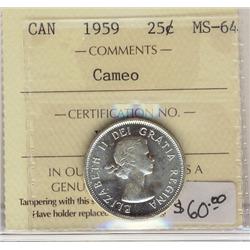 CAN 1959 25¢ MS-64
— COMMENTS —
Cameo
— CERTIFICATION NO. —
ELIZABETH II DEI GRATIA REGINA
IN OU S A
GENU
Tampering with this s
Have holder replaced
$60.00